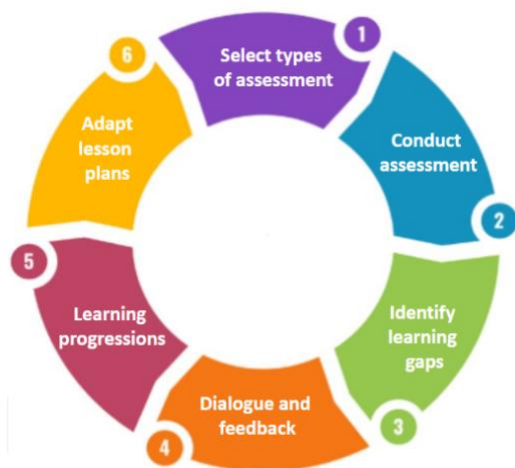 1
Select types
of assessment
2
Conduct
assessment
3
Identify
learning
gaps
4
Dialogue and
feedback
5
Learning
progressions
6
Adapt
lesson
plans